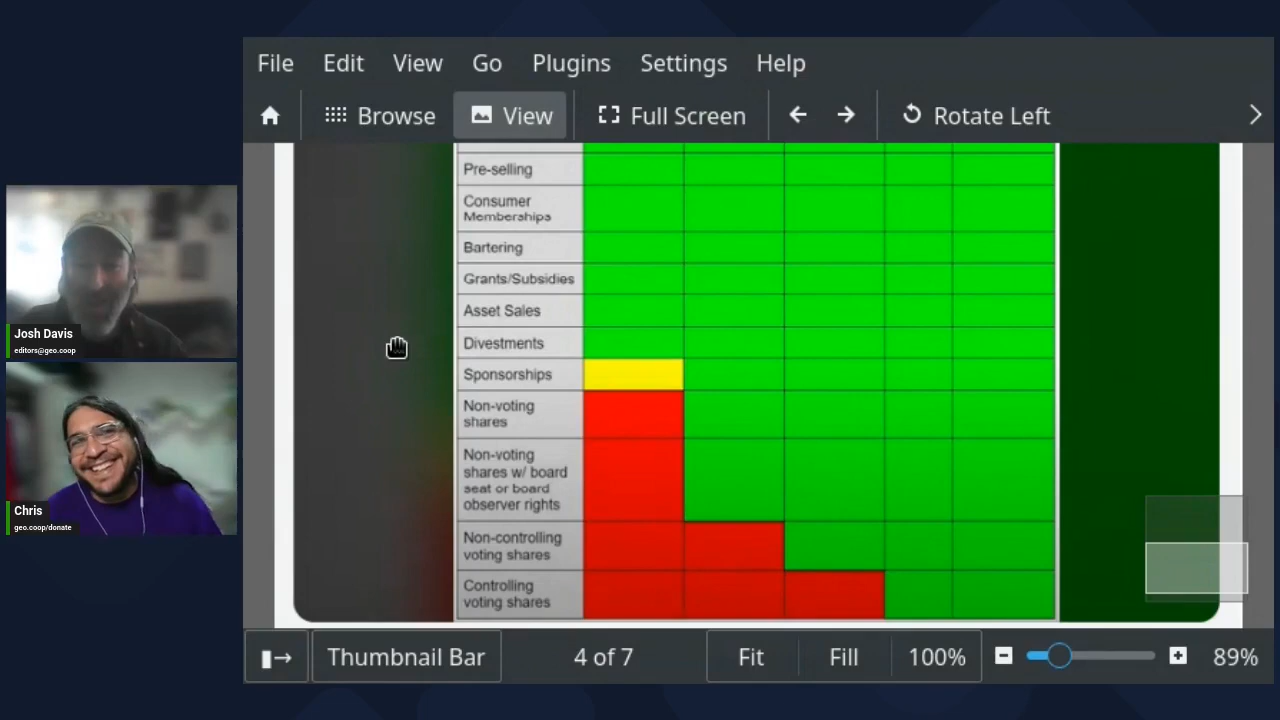 File Edit View Go Plugins Settings Help
Browse View Full Screen Rotate Left
Pre-selling
Consumer
Memberships
Bartering
Grants/Subsidies
Asset Sales
Divestments
Sponsorships
Non-voting
shares
Non-voting
shares w/ board
seat or board
observer rights
Non-controlling
voting shares
Controlling
voting shares
Josh Davis
editors@geo.coop
Chris
geo.coop/donate
Thumbnail Bar 4 of 7 Fit Fill 100% 89%